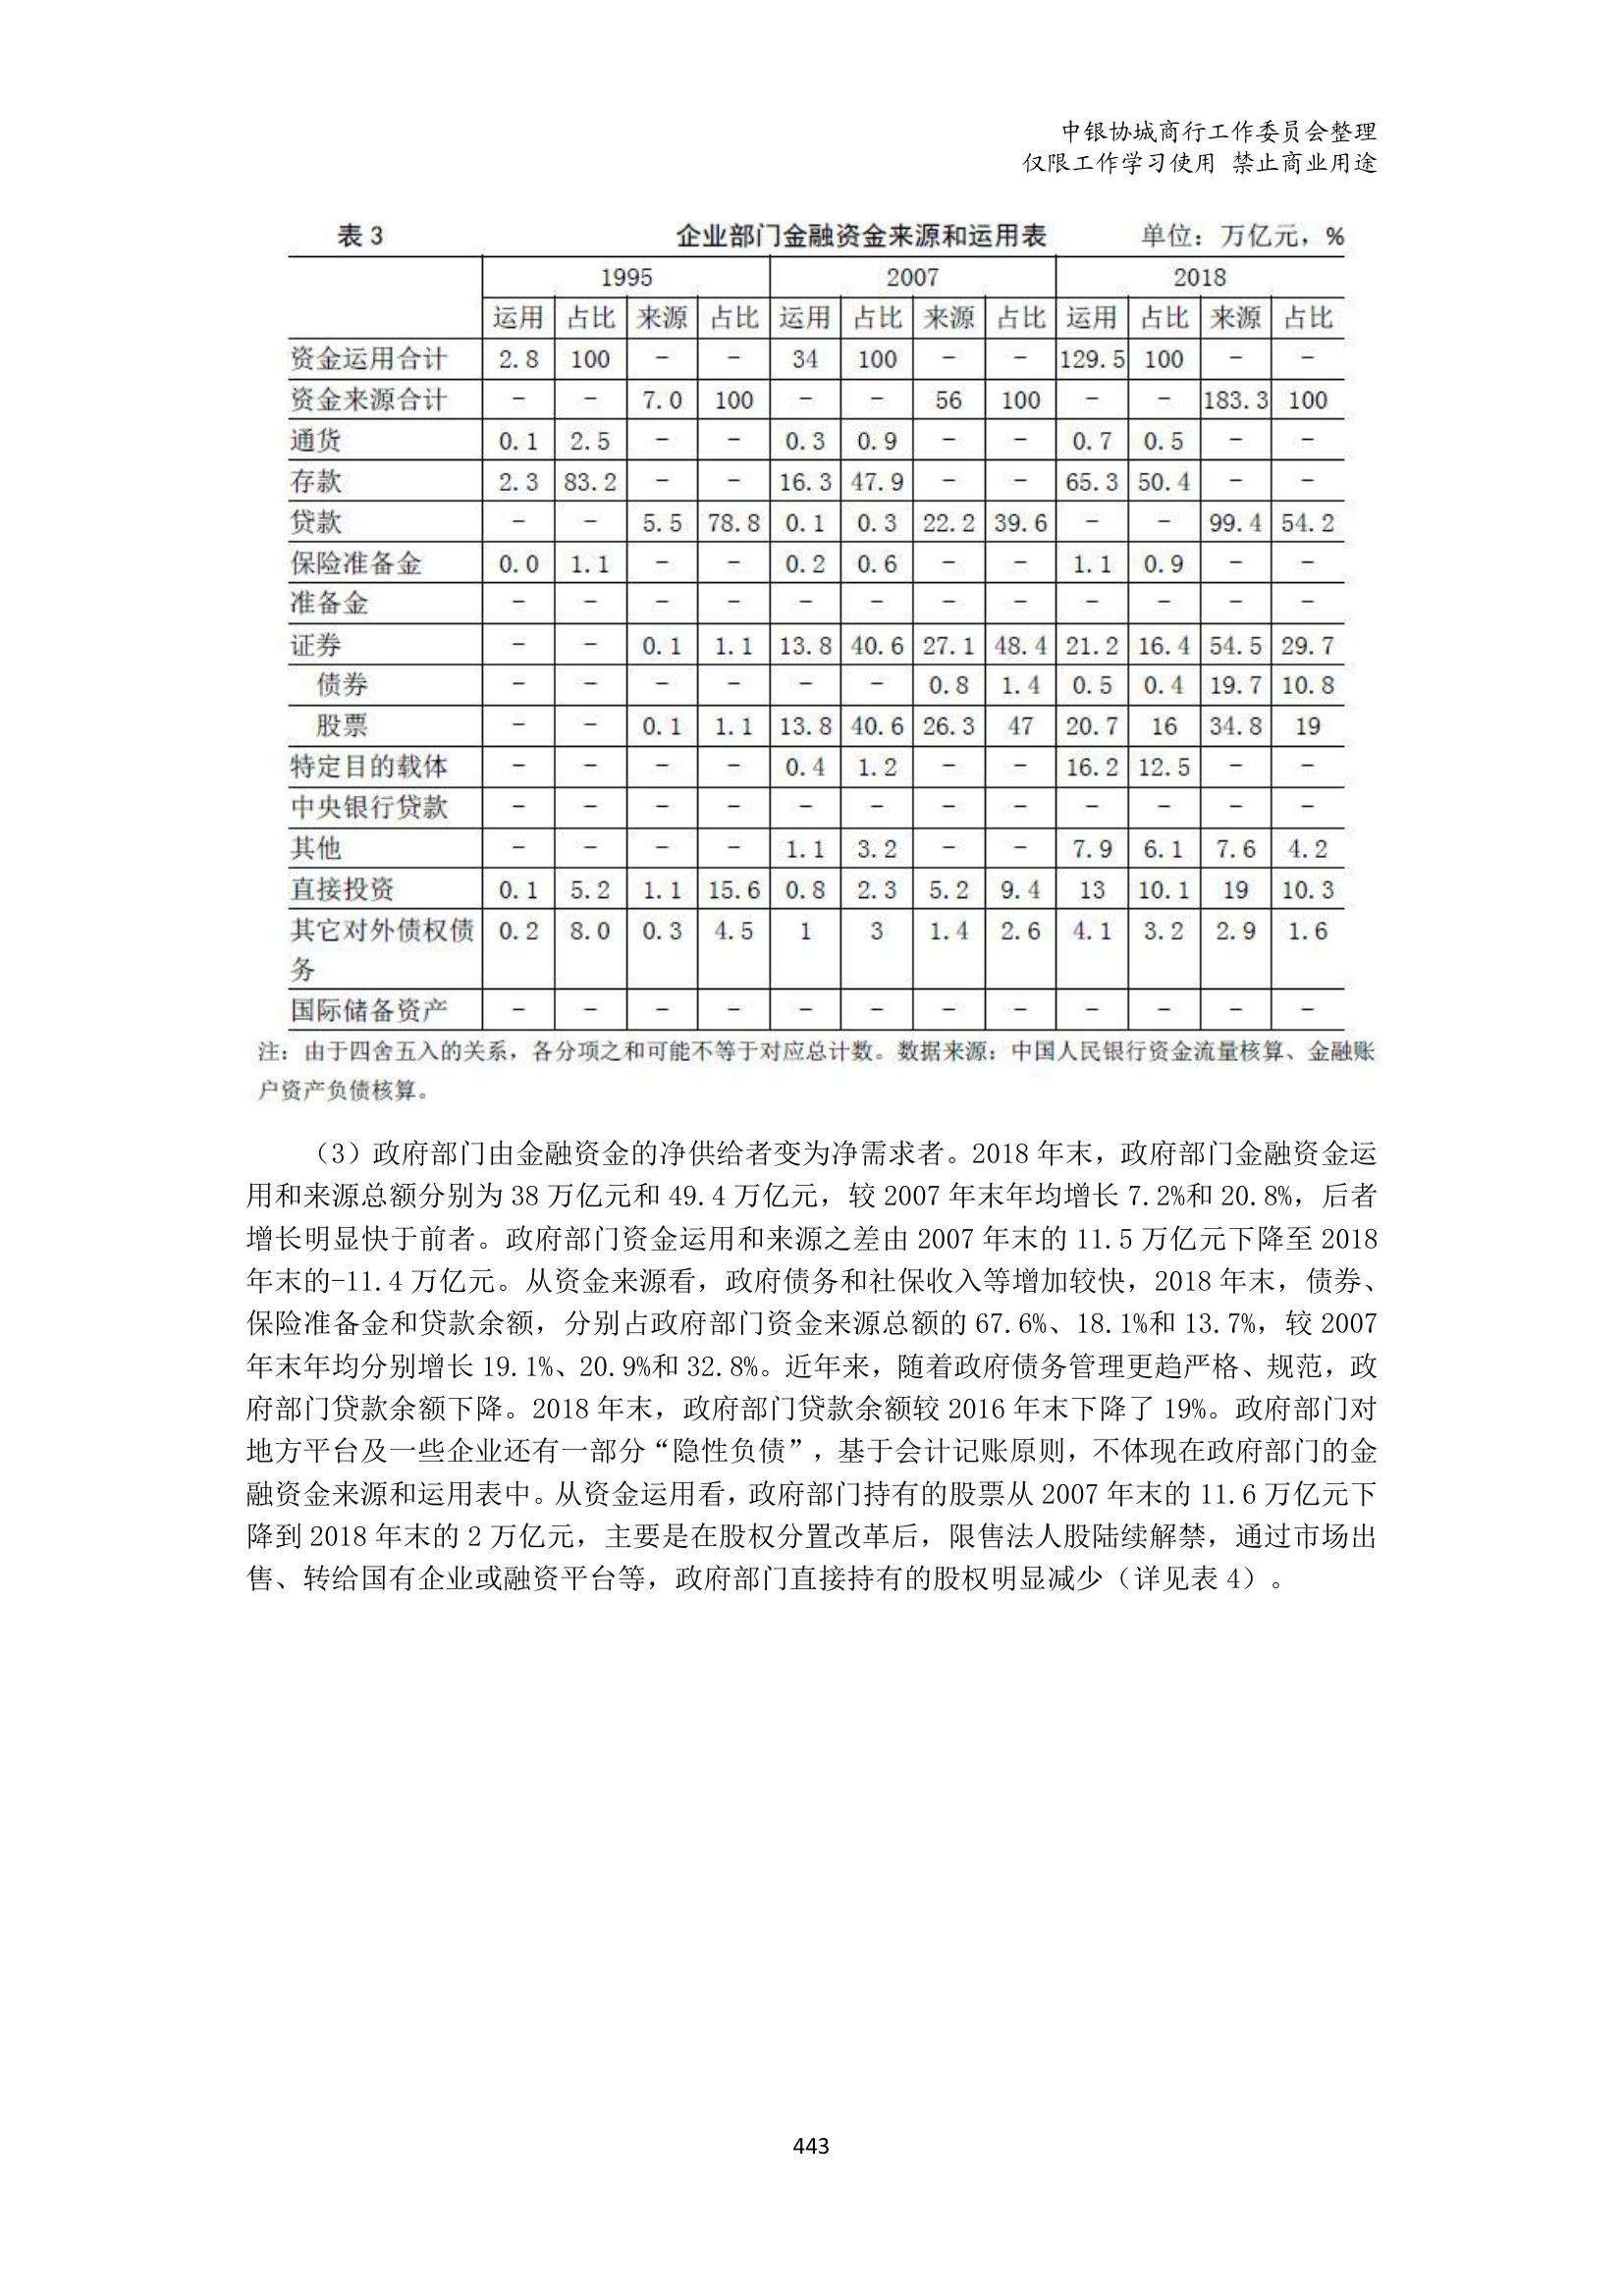 中银协城商行工作委员会整理
仅限工作学习使用 禁止商业用途
表 3 企业部门金融资金来源和运用表 单位：万亿元，%
1995 2007 2018
运用 占比 来源 占比 运用 占比 来源 占比 运用 占比 来源 占比
资金运用合计 2.8 100 - - 34 100 - - 129.5 100 - -
资金来源合计 - - 7.0 100 - - 56 100 - - 183.3 100
通货 0.1 2.5 - - 0.3 0.9 - - 0.7 0.5 - -
存款 2.3 83.2 - - 16.3 47.9 - - 65.3 50.4 - -
贷款 - - 5.5 78.8 0.1 0.3 22.2 39.6 - - 99.4 54.2
保险准备金 0.0 1.1 - - 0.2 0.6 - - 1.1 0.9 - -
准备金 - - - - - - - - - - - -
证券 - - 0.1 1.1 13.8 40.6 27.1 48.4 21.2 16.4 54.5 29.7
债券 - - - - - - 0.8 1.4 0.5 0.4 19.7 10.8
股票 - - 0.1 1.1 13.8 40.6 26.3 47 20.7 16 34.8 19
特定目的载体 - - - - 0.4 1.2 - - 16.2 12.5 - -
中央银行贷款 - - - - - - - - - - - -
其他 - - - - 1.1 3.2 - - 7.9 6.1 7.6 4.2
直接投资 0.1 5.2 1.1 15.6 0.8 2.3 5.2 9.4 13 10.1 19 10.3
其它对外债权债 0.2 8.0 0.3 4.5 1 3 1.4 2.6 4.1 3.2 2.9 1.6
务
国际储备资产 - - - - - - - - - - - -
注：由于四舍五入的关系，各分项之和可能不等于对应总计数。数据来源：中国人民银行资金流量核算、金融账
户资产负债核算。
（3）政府部门由金融资金的净供给者变为净需求者。2018 年末，政府部门金融资金运
用和来源总额分别为 38 万亿元和 49.4 万亿元，较 2007 年末年均增长 7.2%和 20.8%，后者
增长明显快于前者。政府部门资金运用和来源之差由 2007 年末的 11.5 万亿元下降至 2018
年末的-11.4 万亿元。从资金来源看，政府债务和社保收入等增加较快，2018 年末，债券、
保险准备金和贷款余额，分别占政府部门资金来源总额的 67.6%、18.1%和 13.7%，较 2007
年末年均分别增长 19.1%、20.9%和 32.8%。近年来，随着政府债务管理更趋严格、规范，政
府部门贷款余额下降。2018 年末，政府部门贷款余额较 2016 年末下降了 19%。政府部门对
地方平台及一些企业还有一部分“隐性负债”，基于会计记账原则，不体现在政府部门的金
融资金来源和运用表中。从资金运用看，政府部门持有的股票从 2007 年末的 11.6 万亿元下
降到 2018 年末的 2 万亿元，主要是在股权分置改革后，限售法人股陆续解禁，通过市场出
售、转给国有企业或融资平台等，政府部门直接持有的股权明显减少（详见表 4）。
443